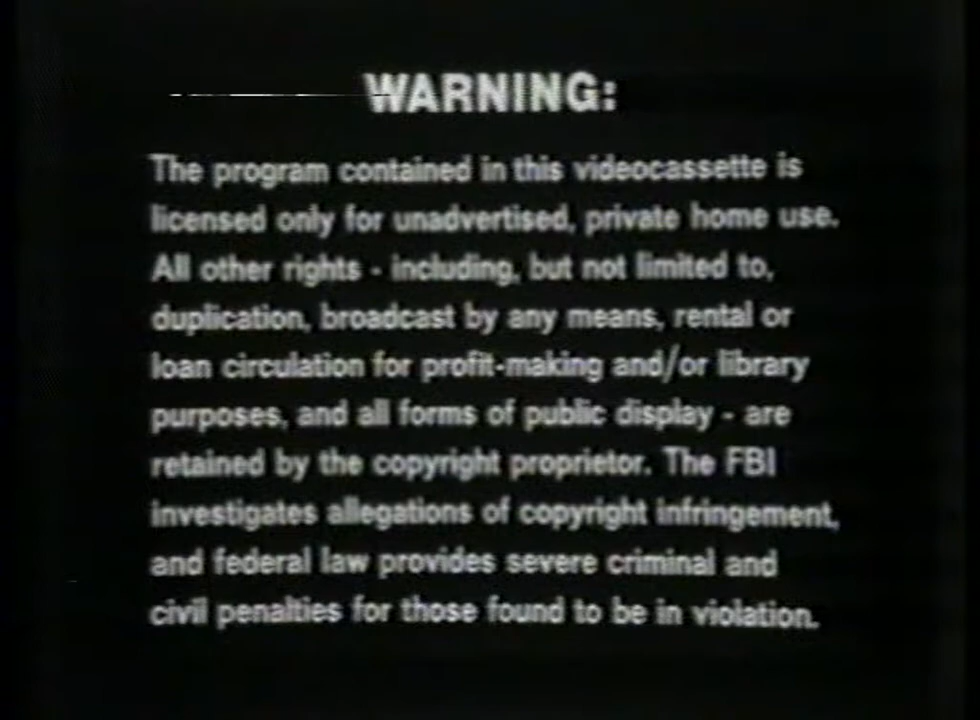 WARNING:
The program contained in this videocassette is
licensed only for unadvertised, private home use.
All other rights - including, but not limited to,
duplication, broadcast by any means, rental or
loan circulation for profit-making and/or library
purposes, and all forms of public display - are
retained by the copyright proprietor. The FBI
investigates allegations of copyright infringement,
and federal law provides severe criminal and
civil penalties for those found to be in violation.